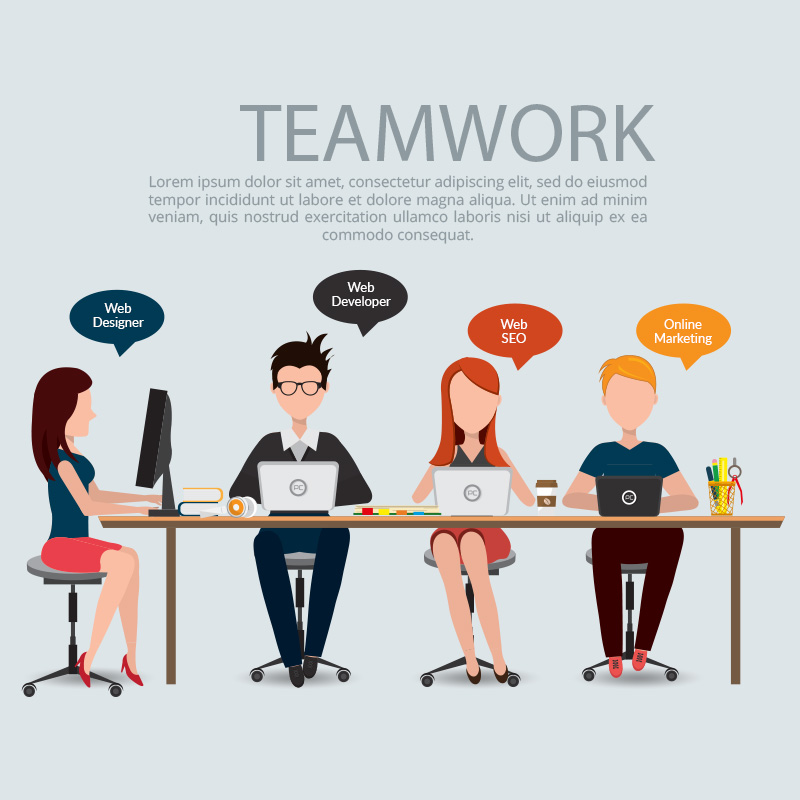 TEAMWORK
Lorem ipsum dolor sit amet, consectetur adipiscing elit, sed do eiusmod
tempor incididunt ut labore et dolore magna aliqua. Ut enim ad minim
veniam, quis nostrud exercitation ullamco laboris nisi ut aliquip ex ea
commodo consequat.
Web
Designer
Web
Developer
Web
SEO
Online
Marketing
PC
PC
PC